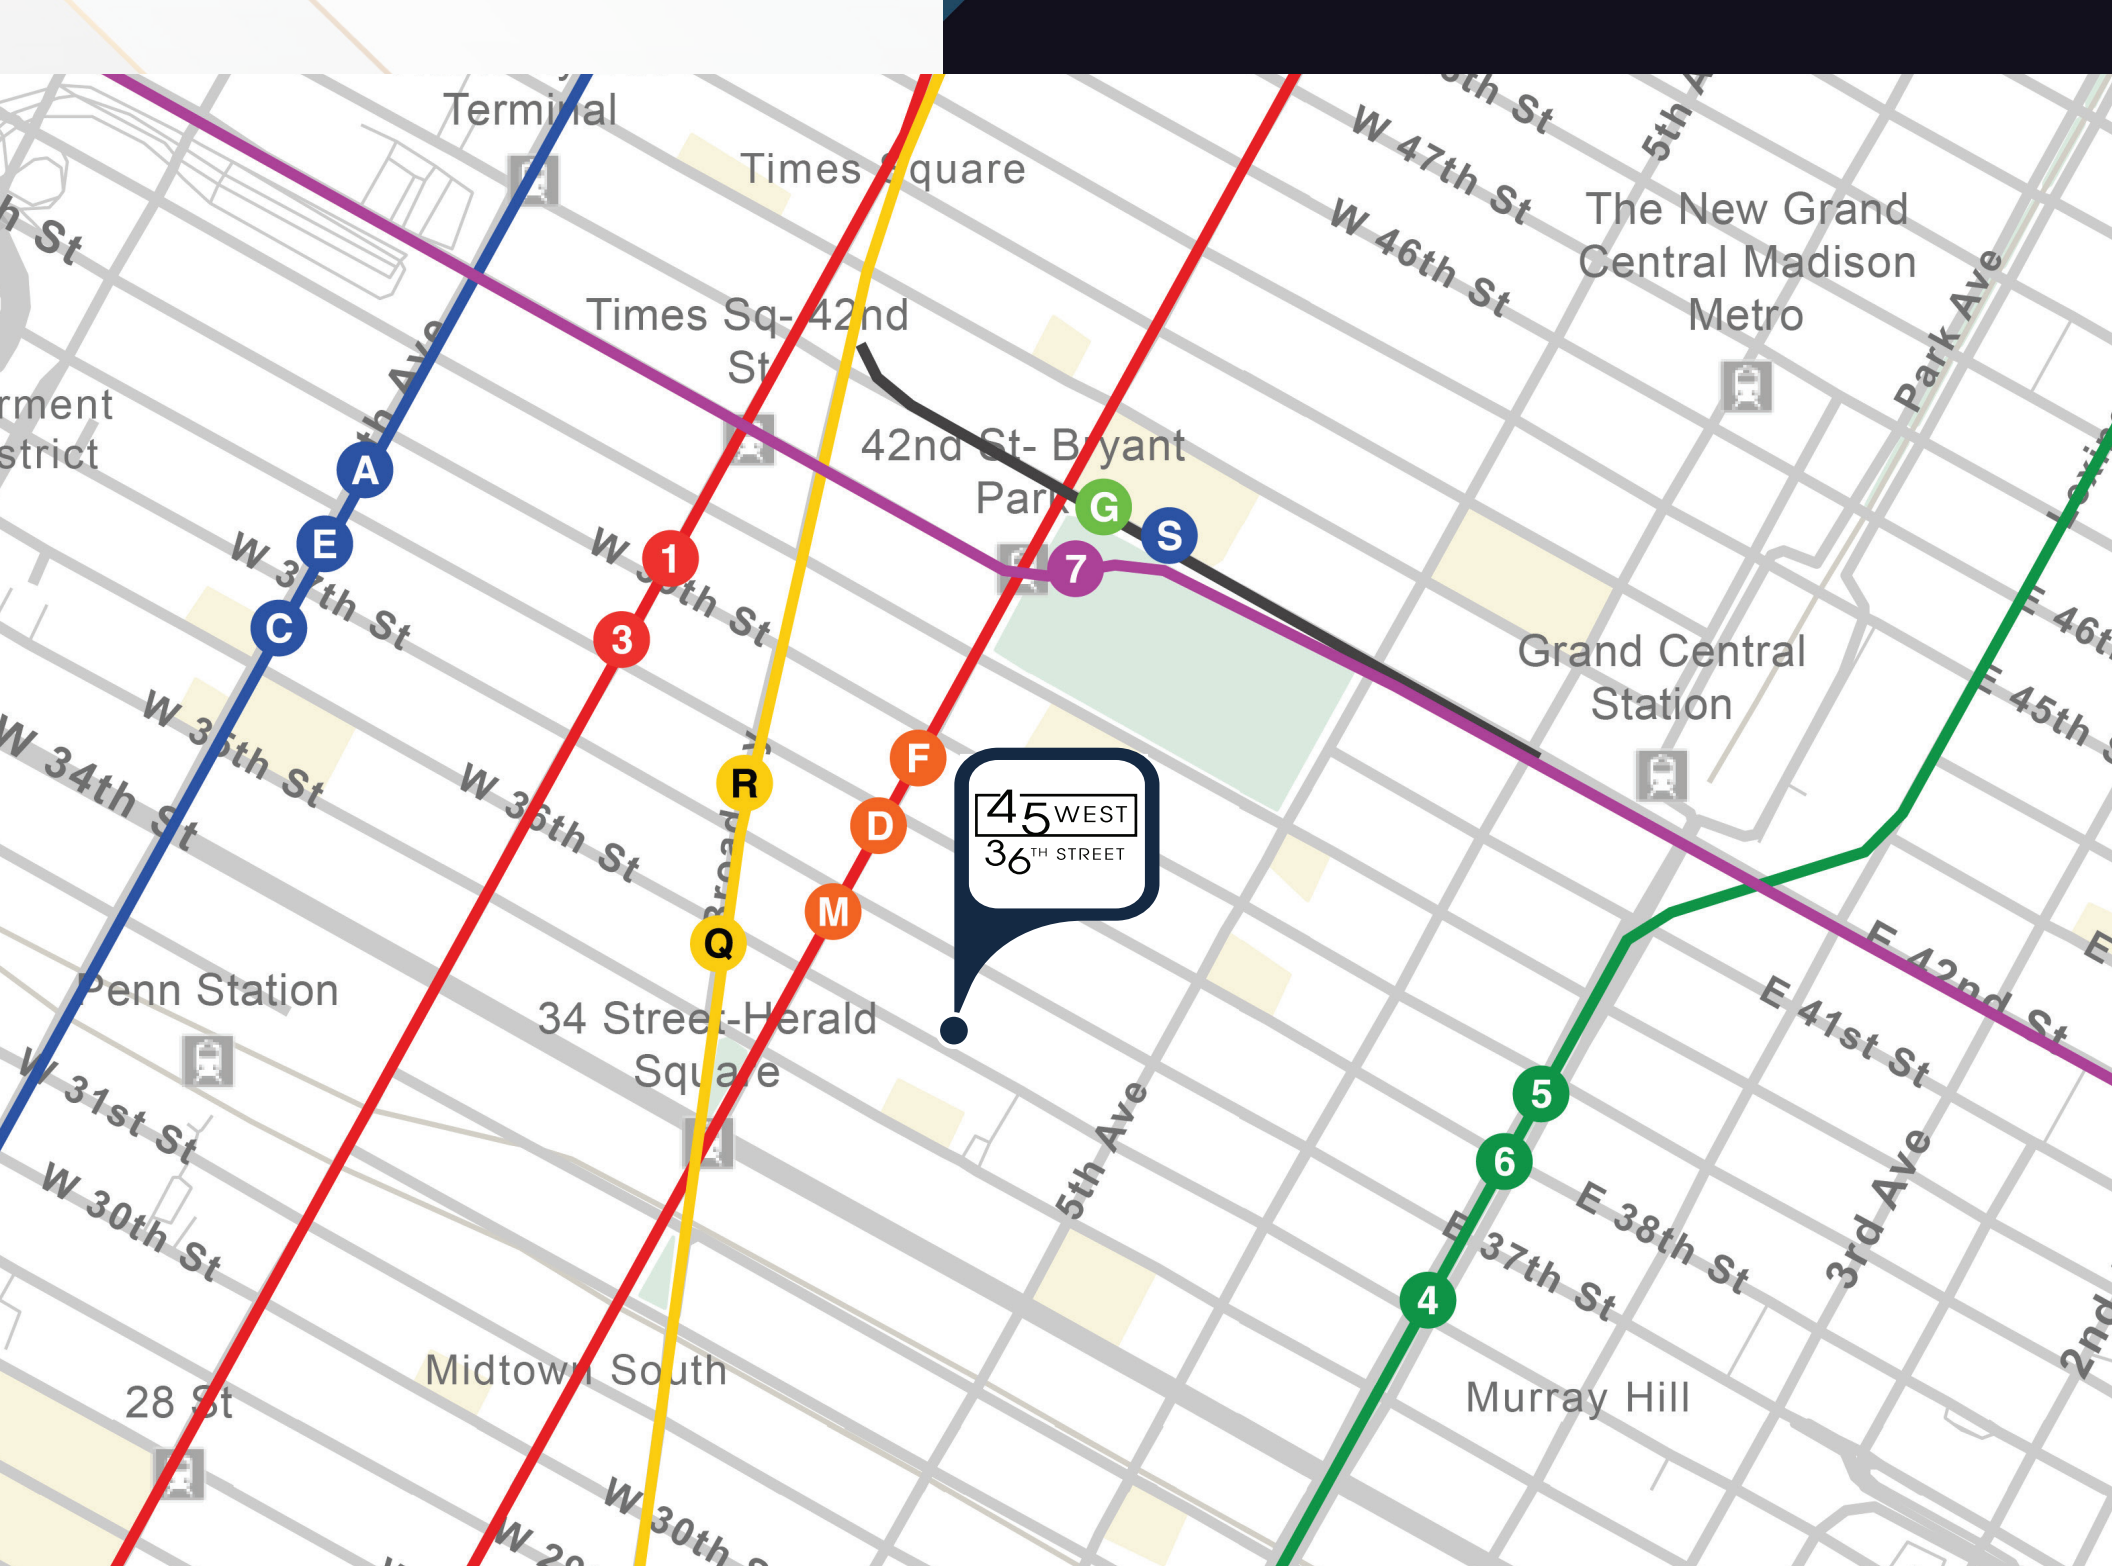 Terminal
Times Square
5th A
W 47th St
W 46th St
The New Grand
Central Madison
Metro
Park Ave
h St
Times Sq- 42nd
St
th Ave
rment
strict
42nd St- Bryant
Park
A
E
C
1
3
G
S
7
W 37th St
W 35th St
W 34th St
W 36th St
Grand Central
Station
E 46th
E 45th S
R
Q
F
D
M
45 WEST
36TH STREET
Penn Station
34 Street-Herald
Square
W 31st St
W 30th St
5th Ave
E 42nd St
E 41st St
E
5
6
4
E 38th St
E 37th St
3rd Ave
2nd
Midtown South
28 St
Murray Hill
W 30th S